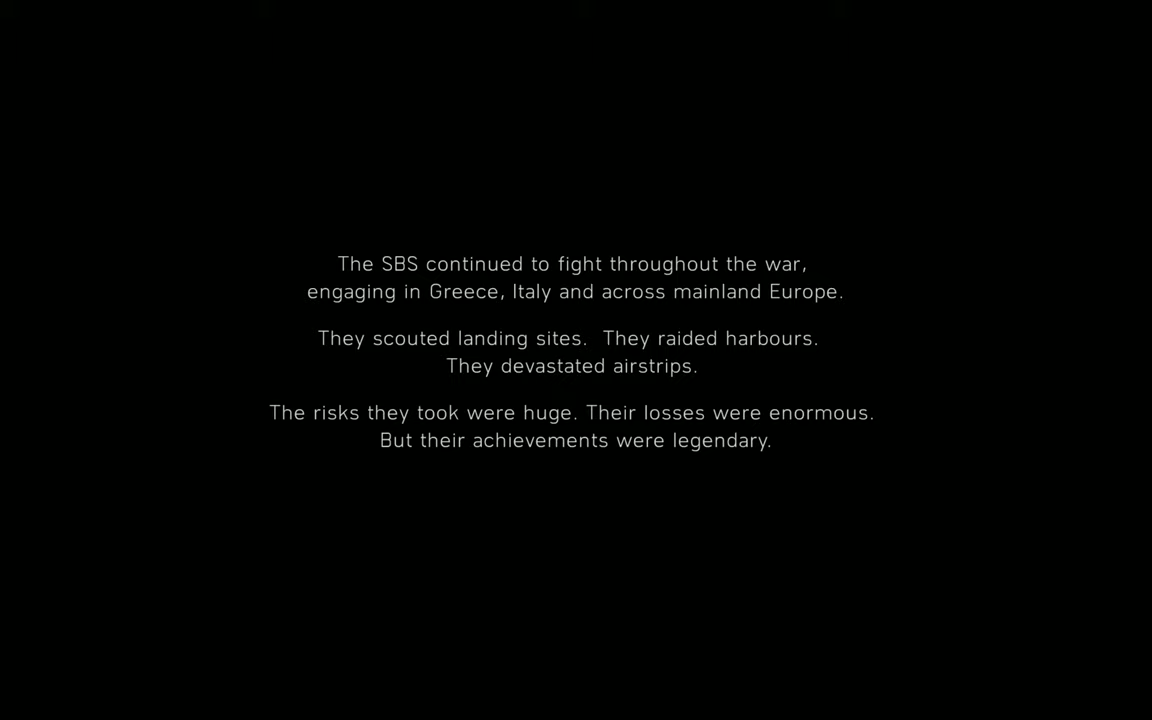 The SBS continued to fight throughout the war,
engaging in Greece, Italy and across mainland Europe.
They scouted landing sites.  They raided harbours.
They devastated airstrips.
The risks they took were huge. Their losses were enormous.
But their achievements were legendary.